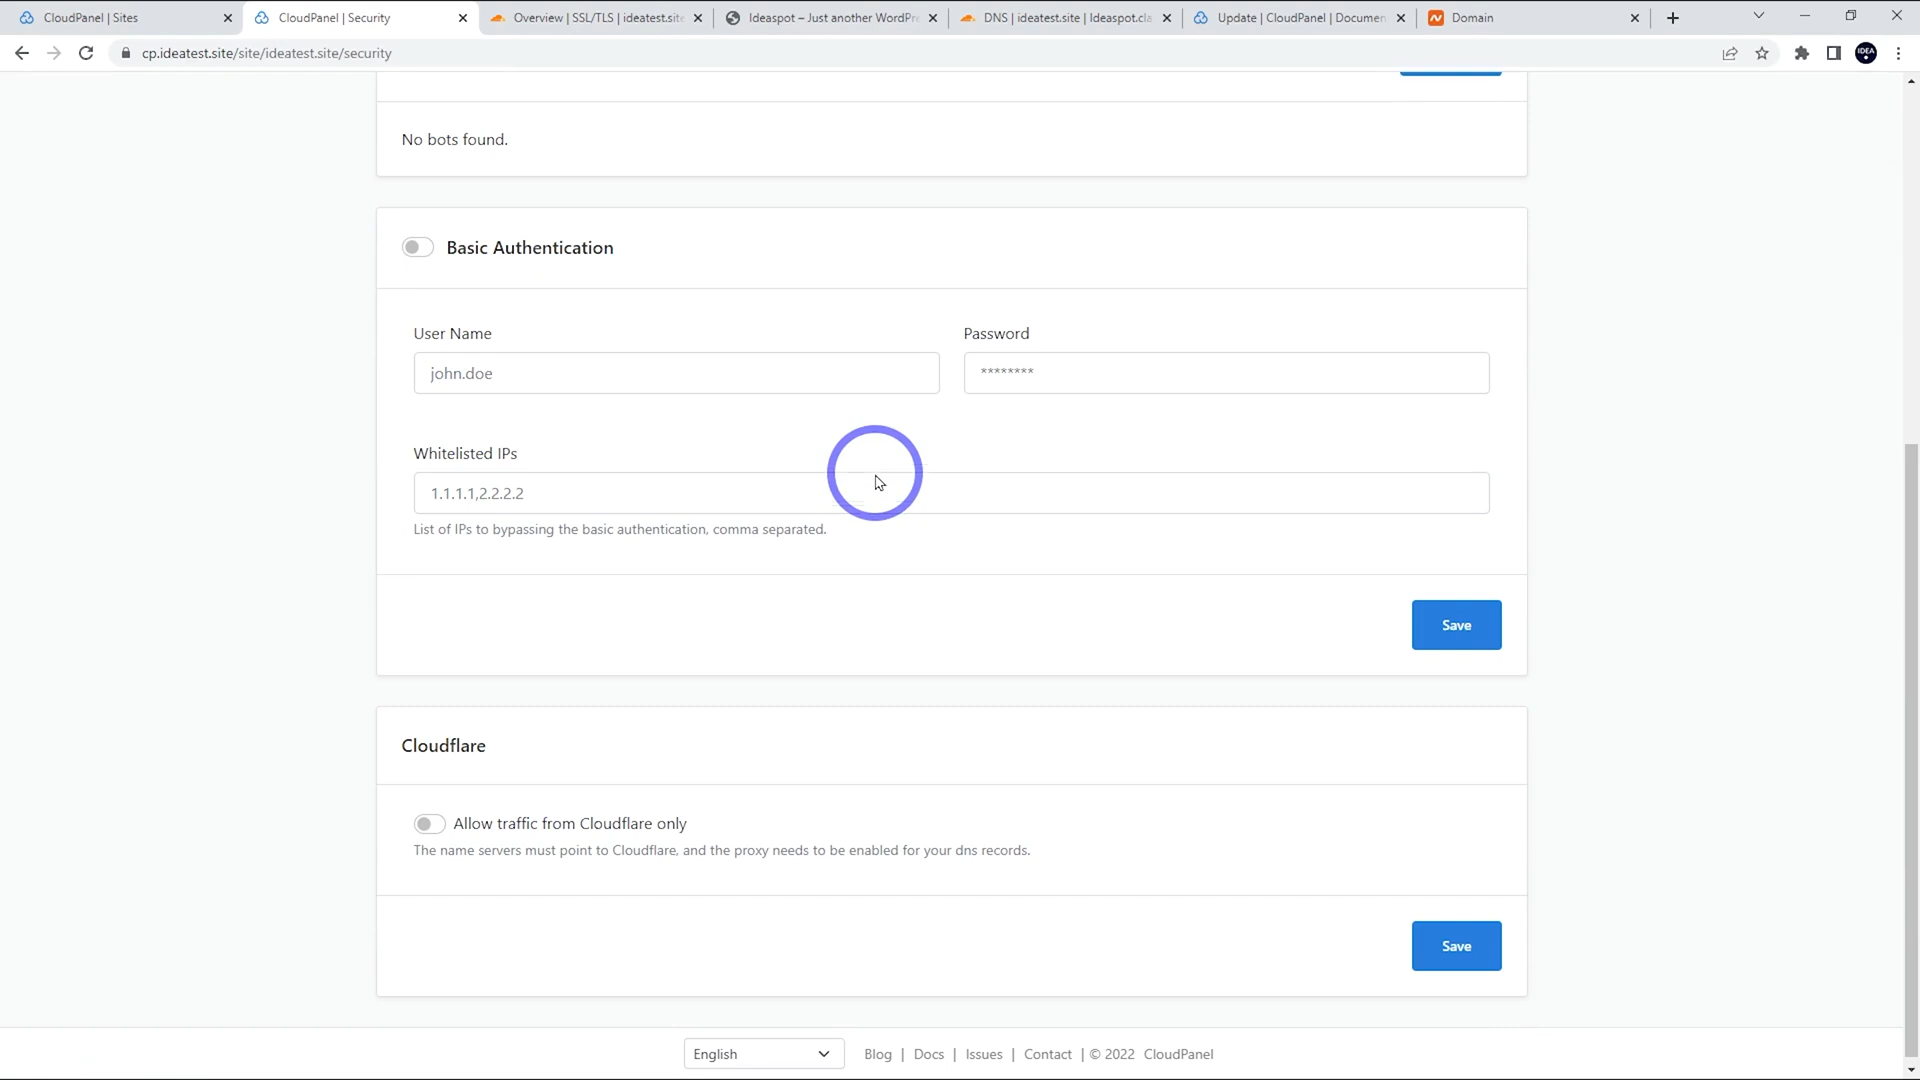 CloudPanel | Sites
CloudPanel | Security
Overview | SSL/TLS | ideatest.site
Ideaspot – Just another WordPre
DNS | ideatest.site | Ideaspot.cla
Update | CloudPanel | Documen
Domain
cp.ideatest.site/site/ideatest.site/security
IDEA
No bots found.
Basic Authentication
User Name
Password
john.doe
********
Whitelisted IPs
1.1.1.1,2.2.2.2
List of IPs to bypassing the basic authentication, comma separated.
Save
Cloudflare
Allow traffic from Cloudflare only
The name servers must point to Cloudflare, and the proxy needs to be enabled for your dns records.
Save
English
Blog | Docs | Issues | Contact | © 2022 CloudPanel